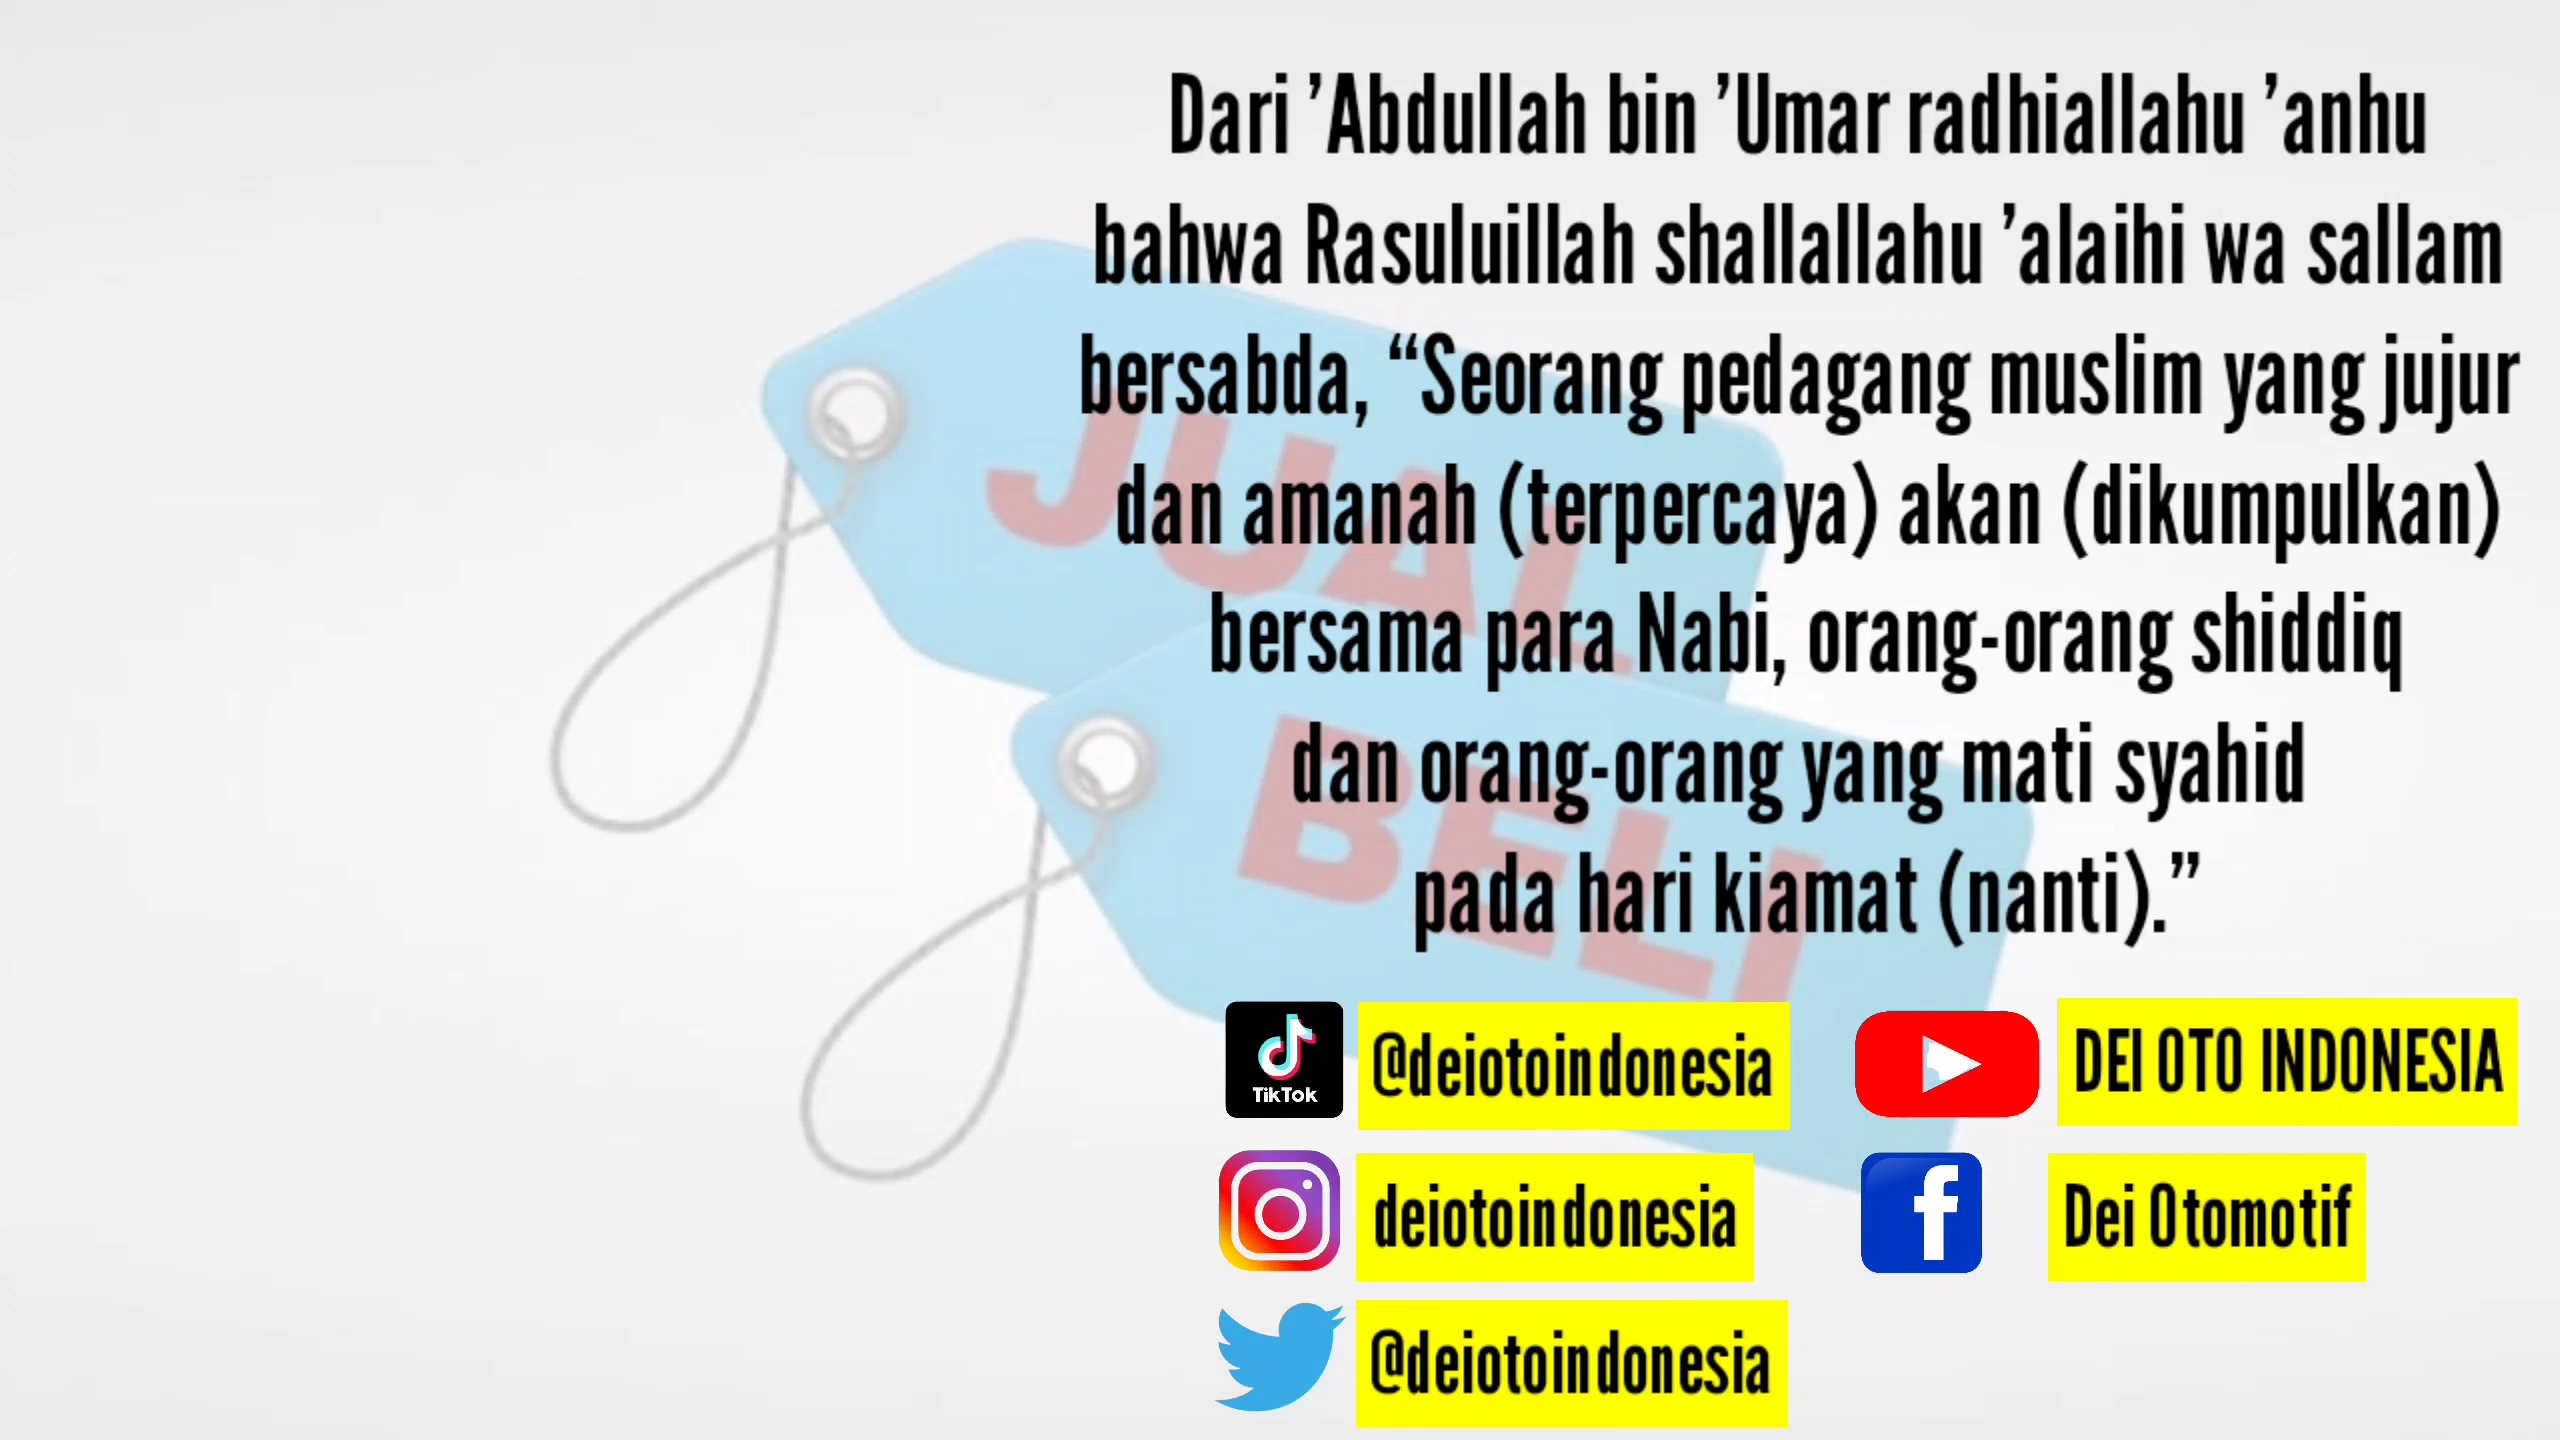 Dari ’Abdullah bin ’Umar radhiallahu ’anhu
bahwa Rasuluillah shallallahu ’alaihi wa sallam
bersabda, “Seorang pedagang muslim yang jujur
dan amanah (terpercaya) akan (dikumpulkan)
bersama para Nabi, orang-orang shiddiq
dan orang-orang yang mati syahid
pada hari kiamat (nanti).”
JUAL
BELI
TikTok
@deiotoindonesia
DEI OTO INDONESIA
deiotoindonesia
Dei Otomotif
@deiotoindonesia